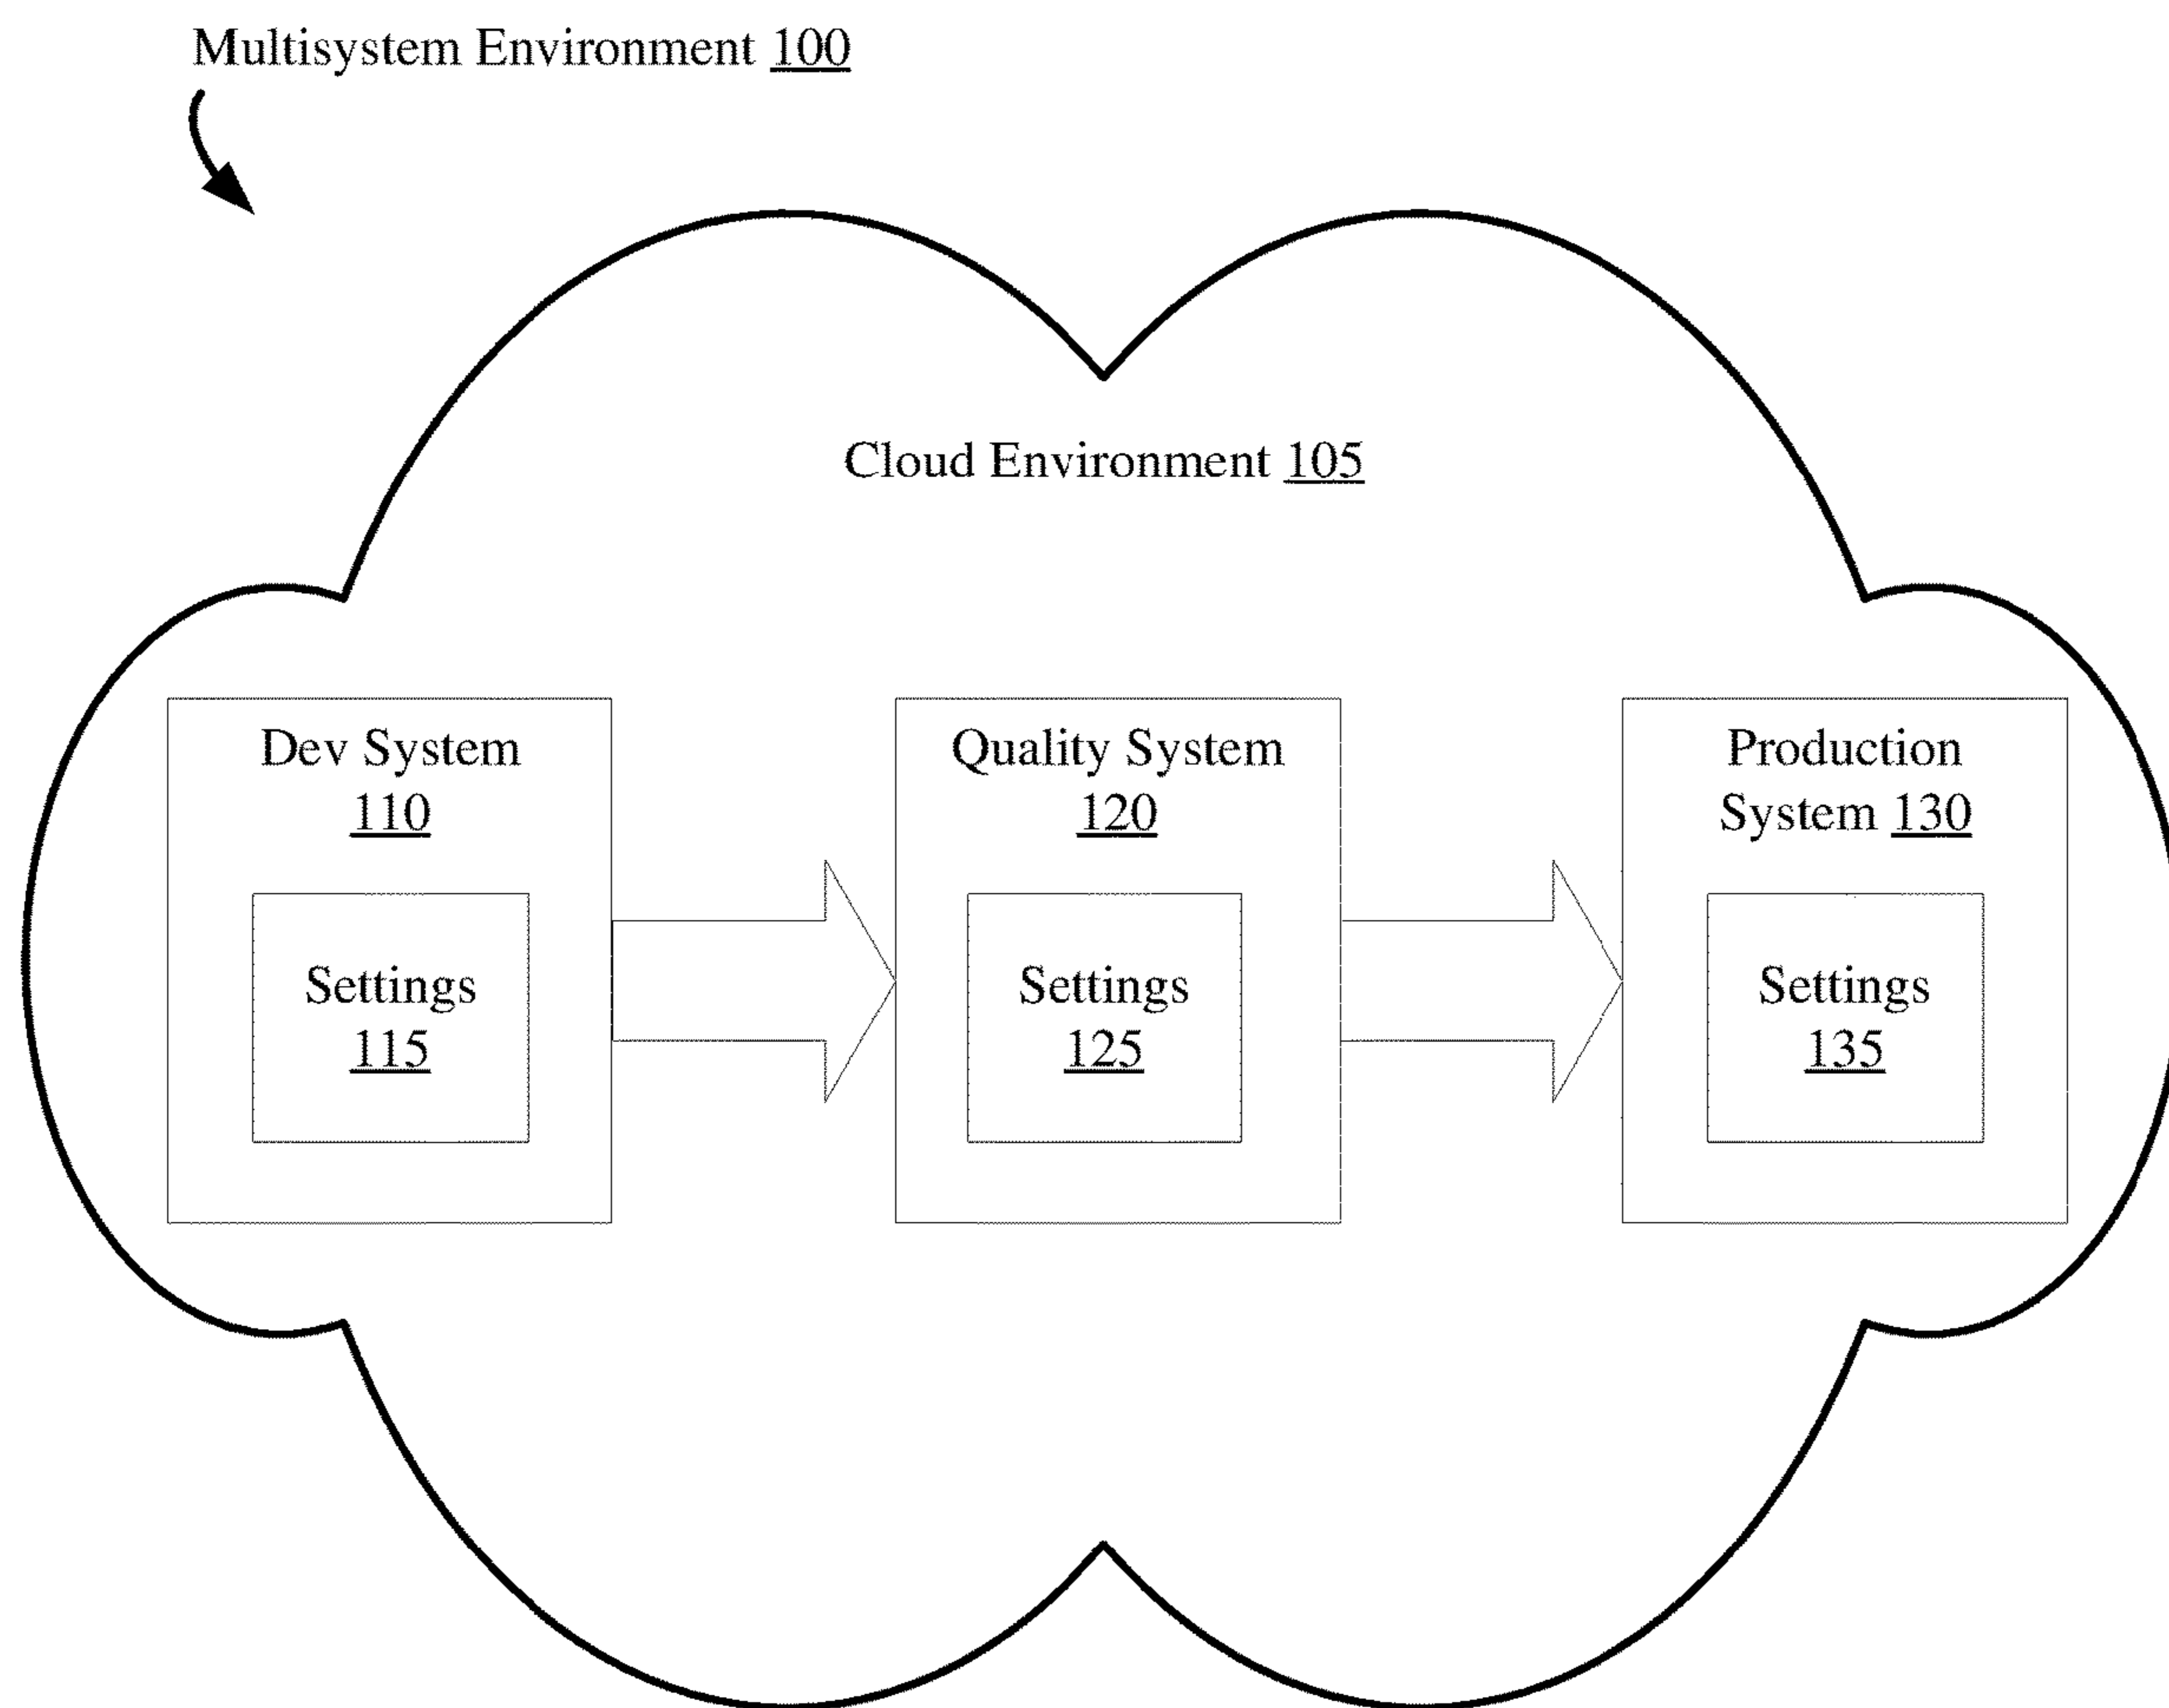 Multisystem Environment 100
Cloud Environment 105
Dev System
110
Settings
115
Quality System
120
Settings
125
Production
System 130
Settings
135